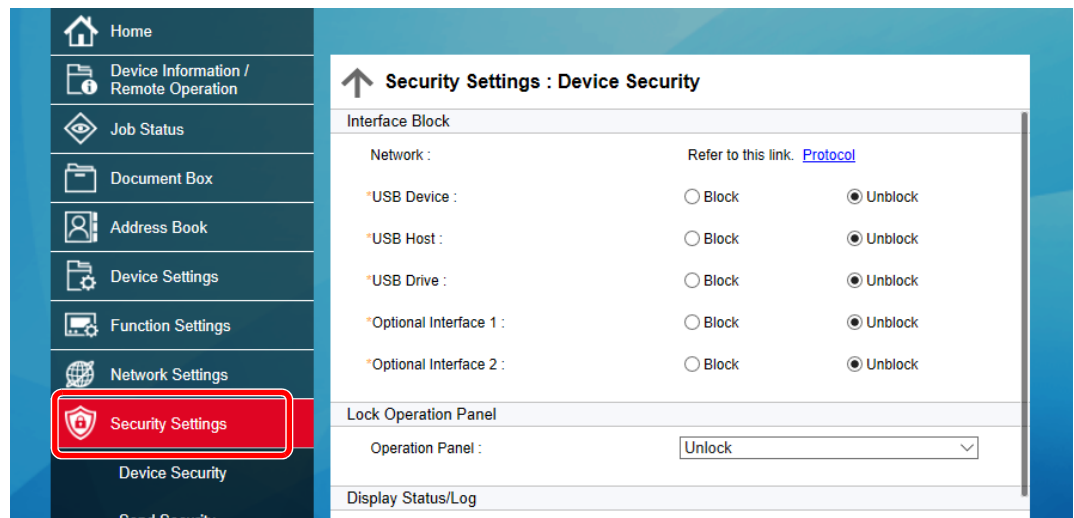 Home
Device Information /
Remote Operation
Job Status
Document Box
Address Book
Device Settings
Function Settings
Network Settings
Security Settings
Device Security
Send Security
Security Settings : Device Security
Interface Block
Network : Refer to this link. Protocol
*USB Device : Block Unblock
*USB Host : Block Unblock
*USB Drive : Block Unblock
*Optional Interface 1 : Block Unblock
*Optional Interface 2 : Block Unblock
Lock Operation Panel
Operation Panel : Unlock
Display Status/Log